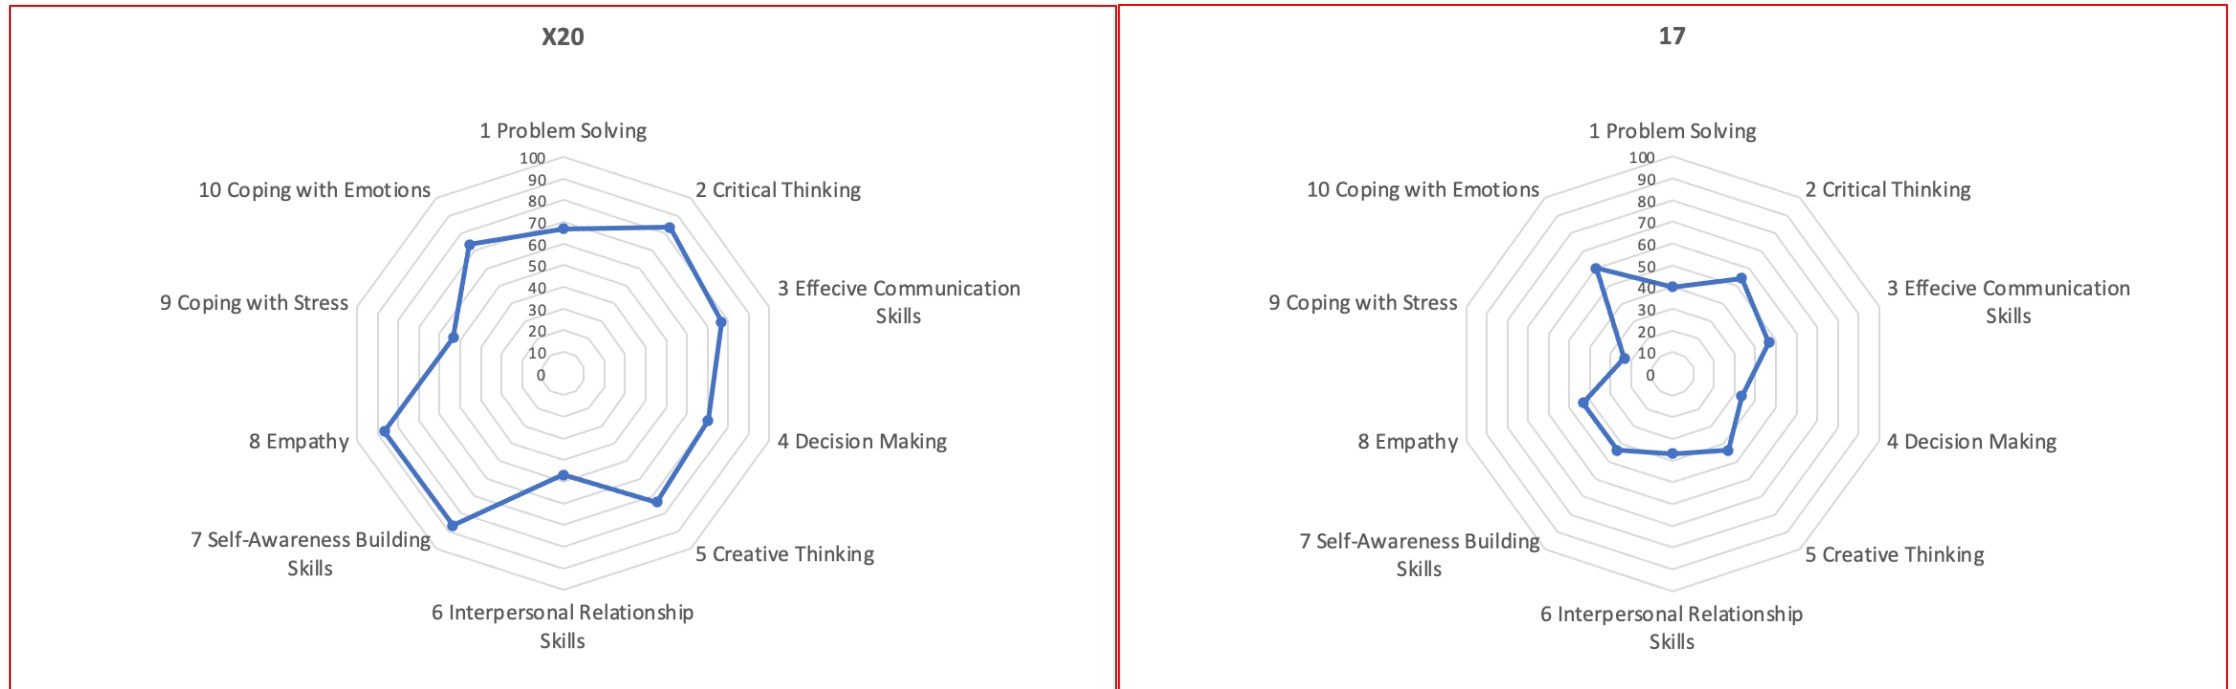 X20
1 Problem Solving
2 Critical Thinking
3 Effecive Communication
Skills
4 Decision Making
5 Creative Thinking
6 Interpersonal Relationship
Skills
7 Self-Awareness Building
Skills
8 Empathy
9 Coping with Stress
10 Coping with Emotions
100
90
80
70
60
50
40
30
20
10
0
17
1 Problem Solving
2 Critical Thinking
3 Effecive Communication
Skills
4 Decision Making
5 Creative Thinking
6 Interpersonal Relationship
Skills
7 Self-Awareness Building
Skills
8 Empathy
9 Coping with Stress
10 Coping with Emotions
100
90
80
70
60
50
40
30
20
10
0